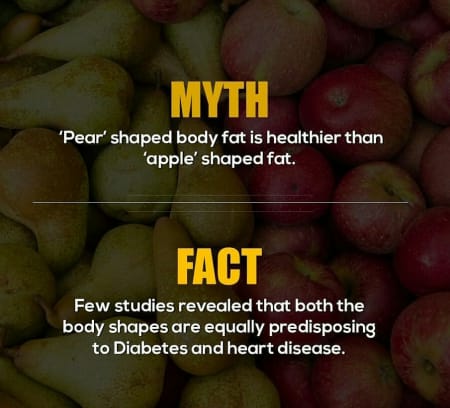 MYTH
‘Pear’ shaped body fat is healthier than
‘apple’ shaped fat.
FACT
Few studies revealed that both the
body shapes are equally predisposing
to Diabetes and heart disease.